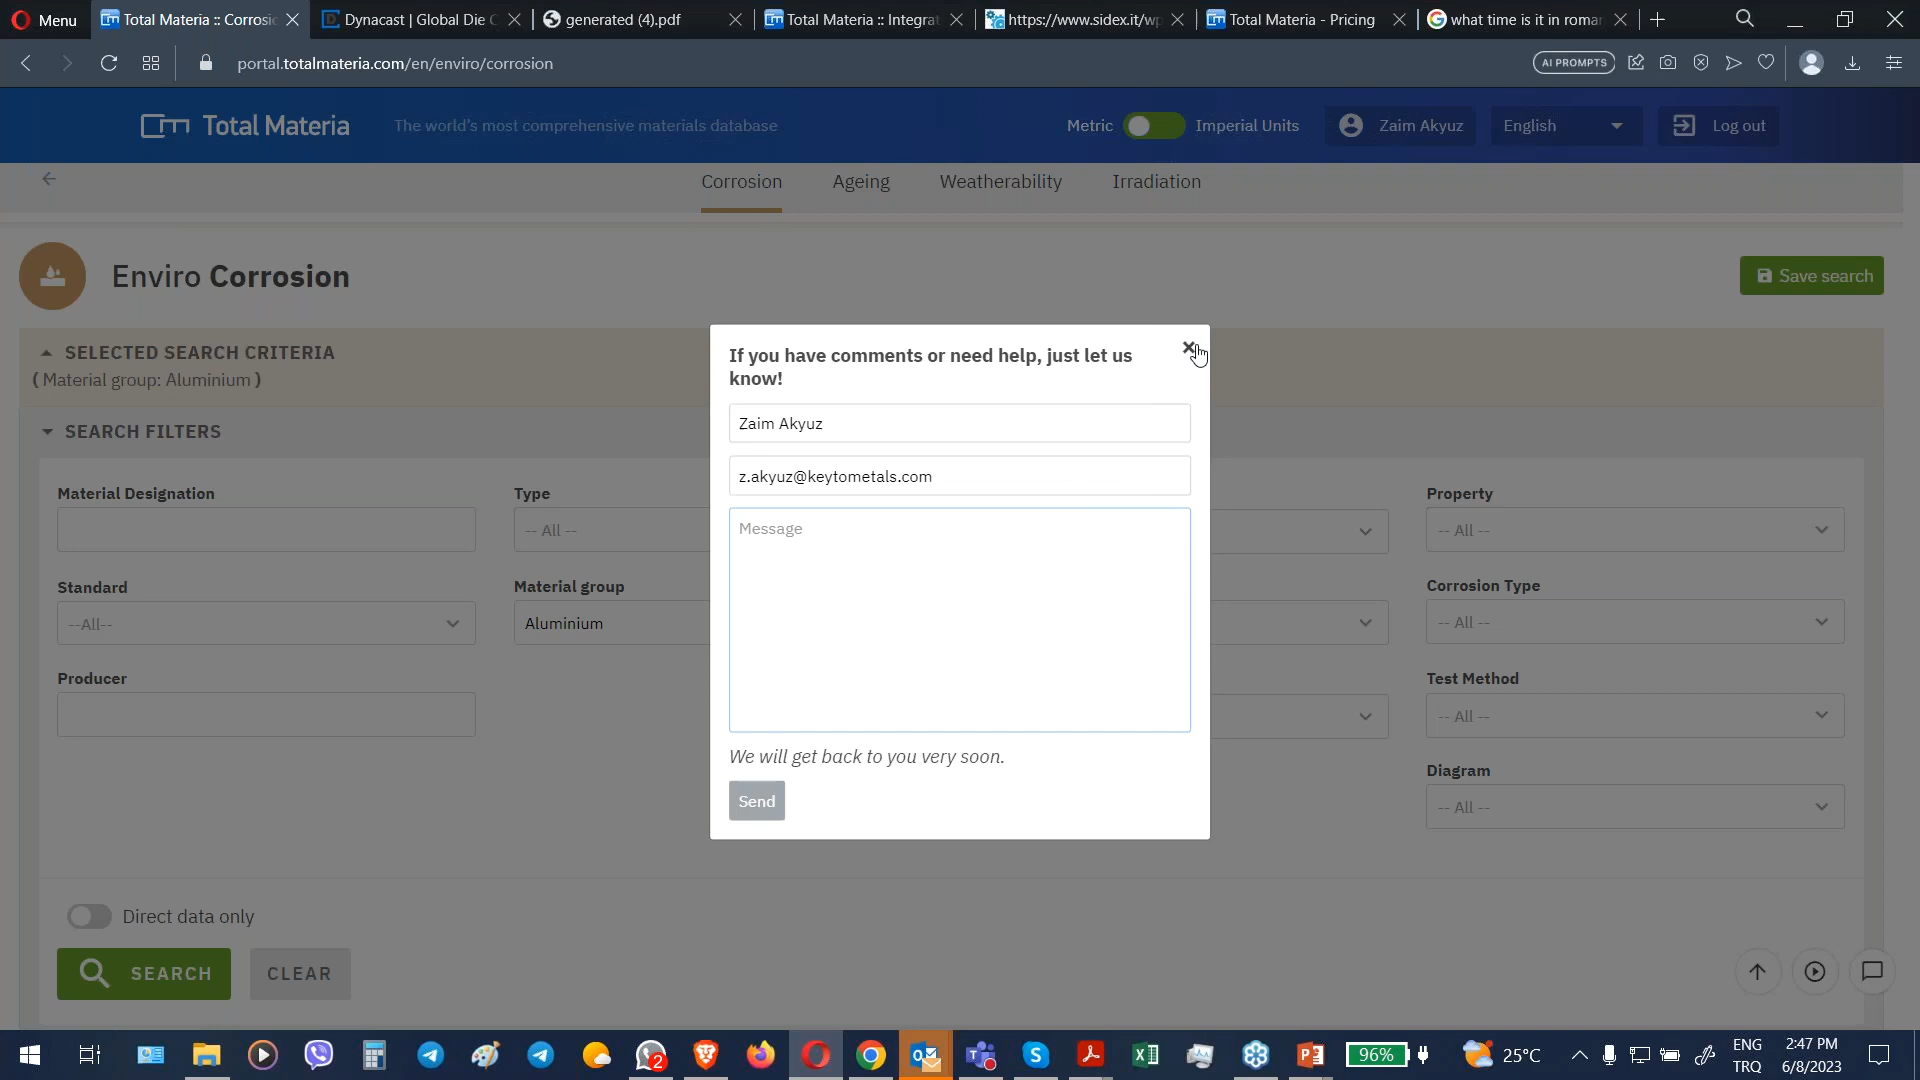 Menu
Total Materia :: Corrosio
Dynacast | Global Die C
generated (4).pdf
Total Materia :: Integrat
https://www.sidex.it/wp
Total Materia - Pricing
what time is it in roman
portal.totalmateria.com/en/enviro/corrosion
AI PROMPTS
Total Materia
The world's most comprehensive materials database
Metric
Imperial Units
Zaim Akyuz
English
Log out
Corrosion
Ageing
Weatherability
Irradiation
Enviro Corrosion
Save search
SELECTED SEARCH CRITERIA
( Material group: Aluminium )
SEARCH FILTERS
If you have comments or need help, just let us
know!
Zaim Akyuz
z.akyuz@keytometals.com
Message
We will get back to you very soon.
Send
Material Designation
Type
-- All --
Property
-- All --
Standard
--All--
Material group
Aluminium
Corrosion Type
-- All --
Producer
Test Method
-- All --
Diagram
-- All --
Direct data only
SEARCH
CLEAR
2
96%
25°C
ENG
TRQ
2:47 PM
6/8/2023